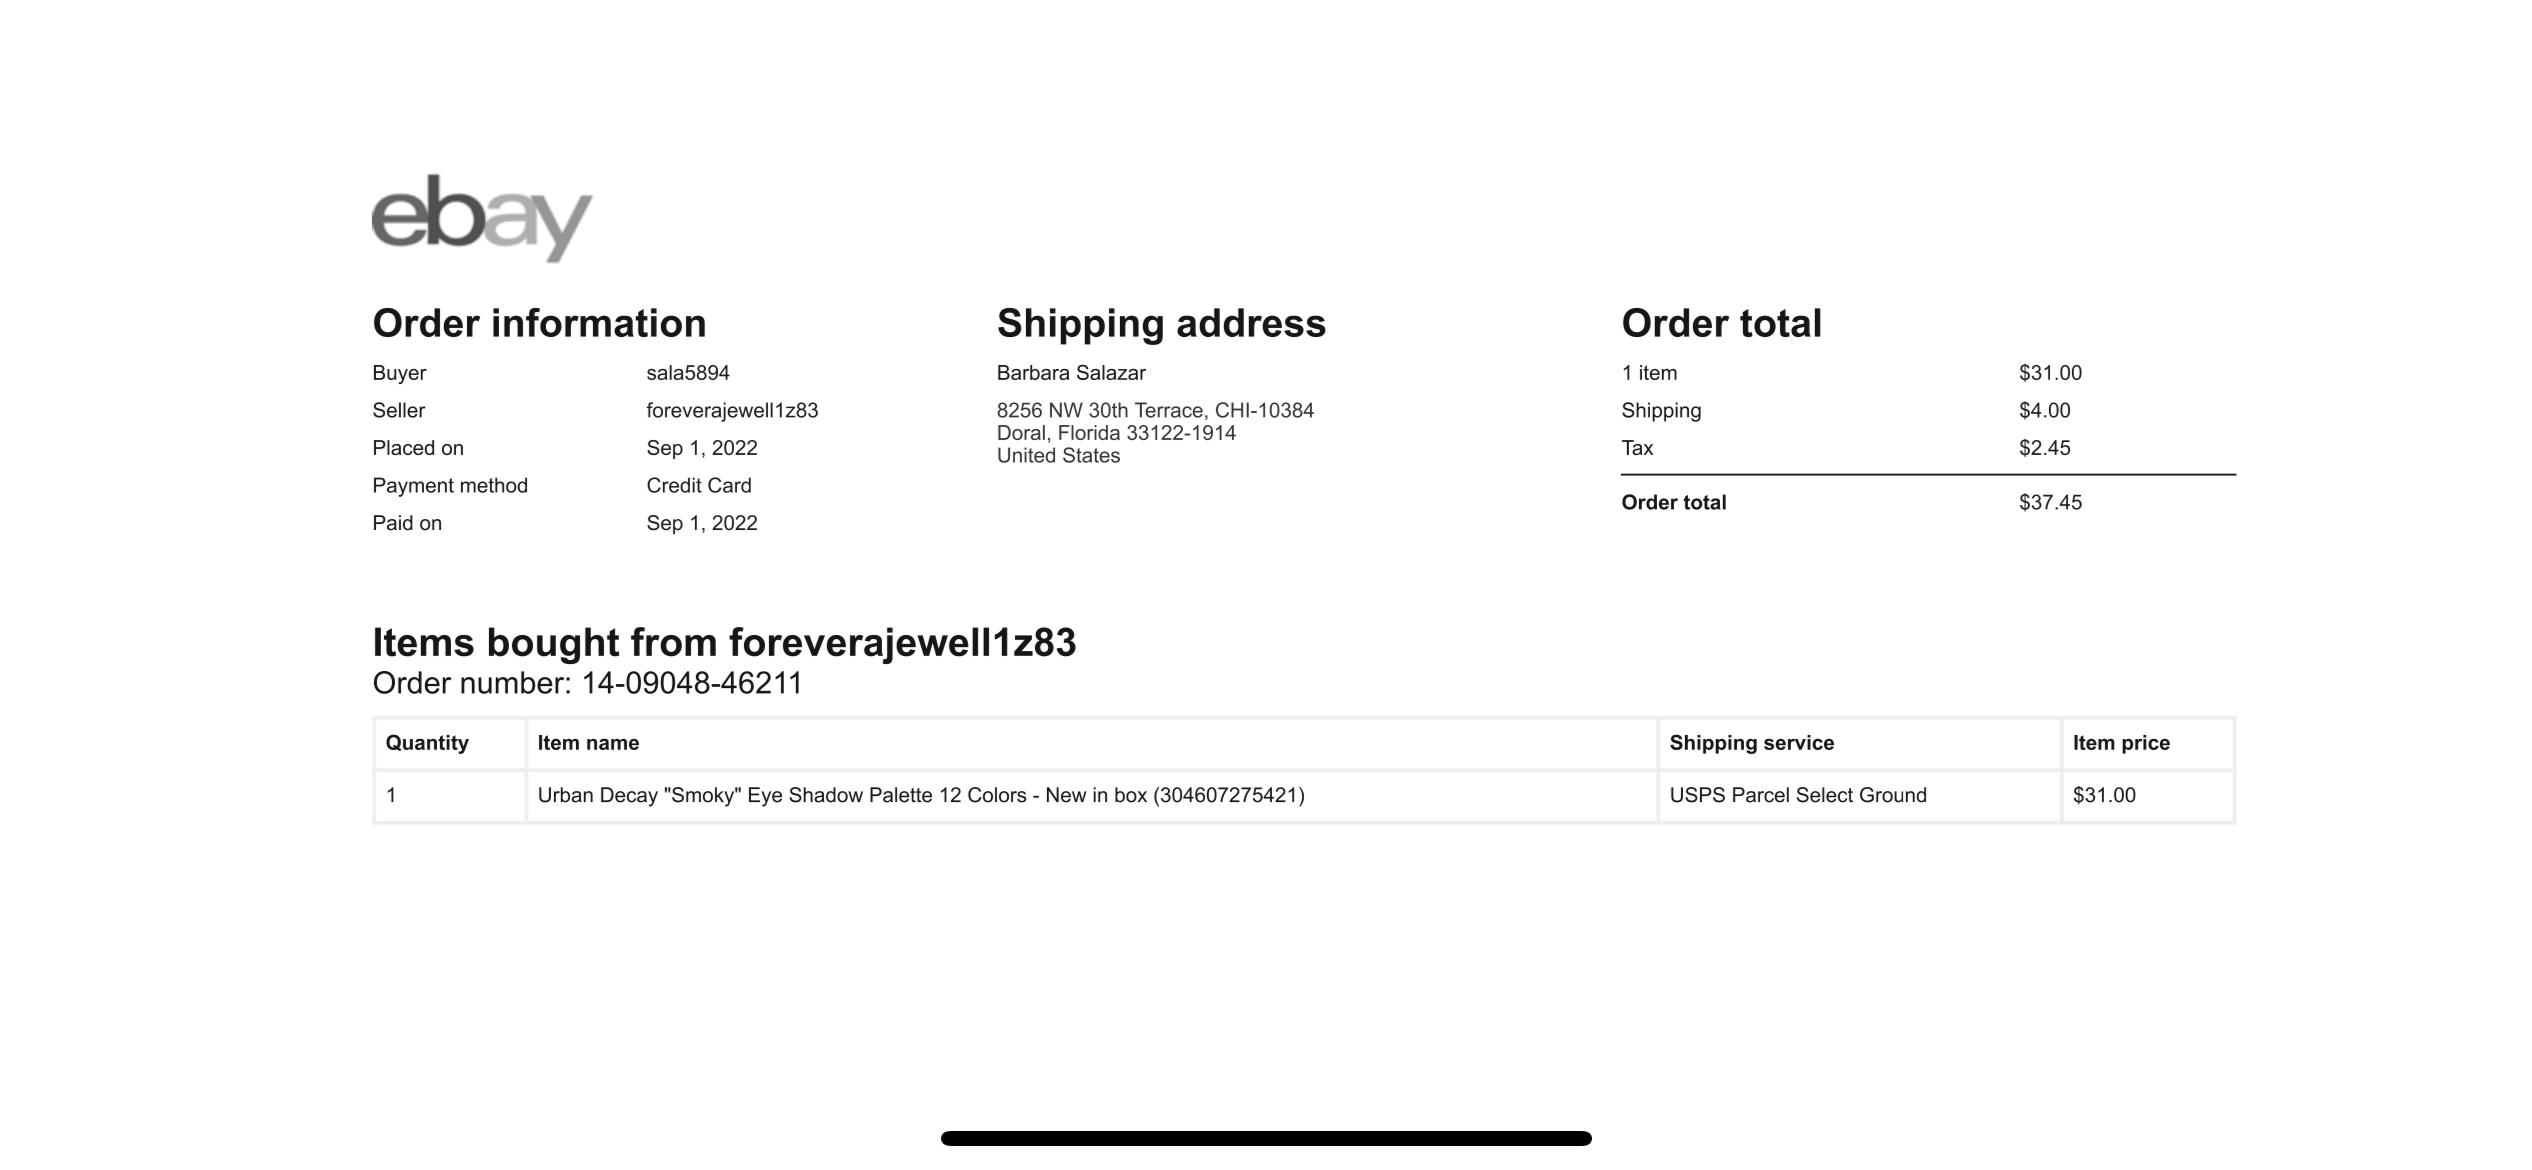 ebay
Order information
Buyer sala5894
Seller foreverajewell1z83
Placed on Sep 1, 2022
Payment method Credit Card
Paid on Sep 1, 2022
Shipping address
Barbara Salazar
8256 NW 30th Terrace, CHI-10384
Doral, Florida 33122-1914
United States
Order total
1 item $31.00
Shipping $4.00
Tax $2.45
Order total $37.45
Items bought from foreverajewell1z83
Order number: 14-09048-46211
Quantity Item name Shipping service Item price
1 Urban Decay "Smoky" Eye Shadow Palette 12 Colors - New in box (304607275421) USPS Parcel Select Ground $31.00